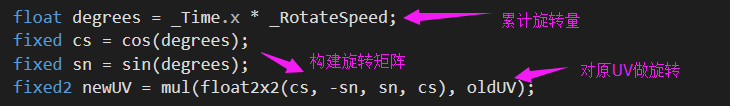 float degrees = _Time.x * _RotateSpeed; 累计旋转量
fixed cs = cos(degrees);
fixed sn = sin(degrees); 构建旋转矩阵 对原UV做旋转
fixed2 newUV = mul(float2x2(cs, -sn, sn, cs), oldUV);